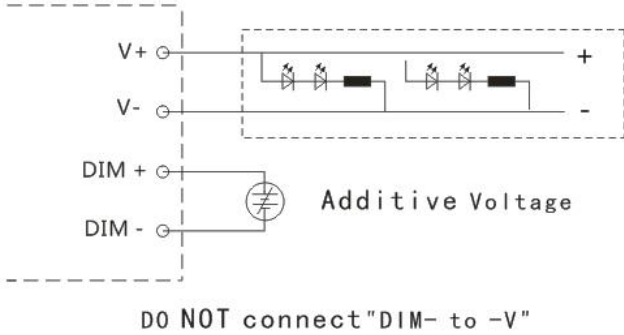 V+
+
V-
-
DIM +
Additive Voltage
DIM -
DO NOT connect"DIM- to -V"